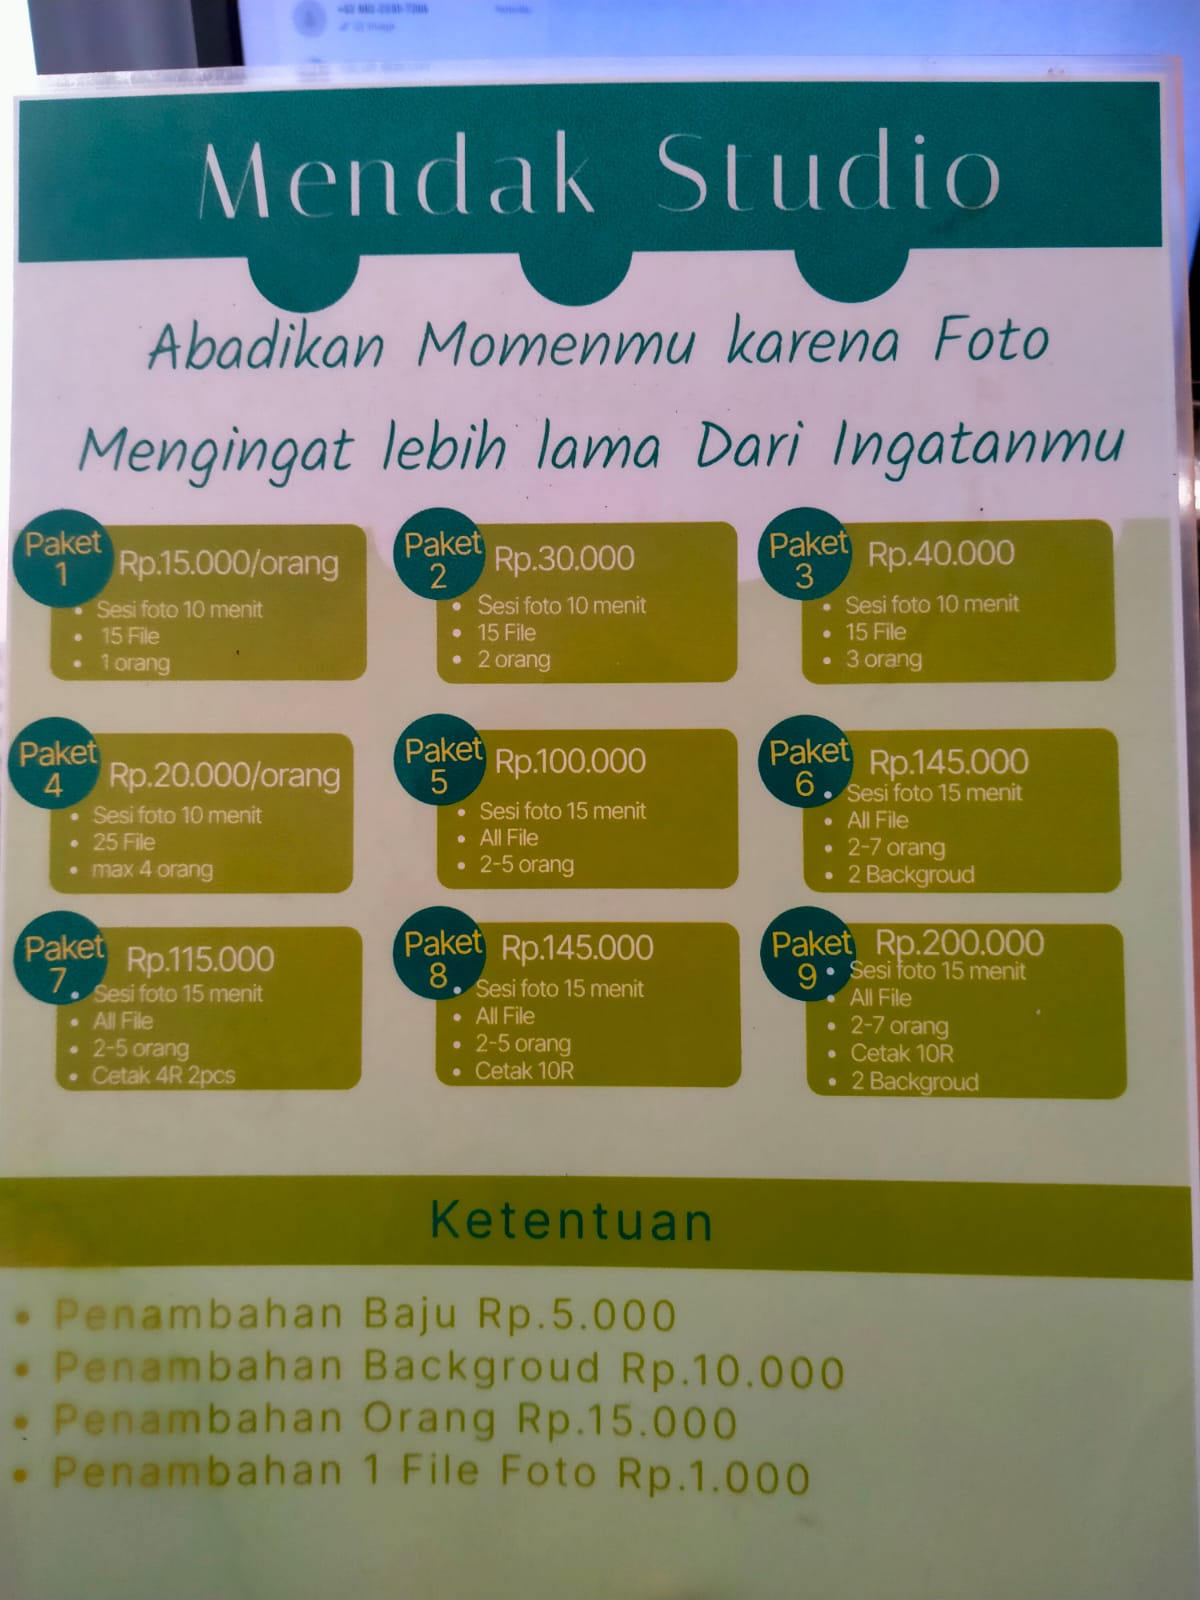 Mendak Studio
Abadikan Momenmu karena Foto
Mengingat lebih lama Dari Ingatanmu
Paket 1
Rp.15.000/orang
• Sesi foto 10 menit
• 15 File
• 1 orang
Paket 2
Rp.30.000
• Sesi foto 10 menit
• 15 File
• 2 orang
Paket 3
Rp.40.000
• Sesi foto 10 menit
• 15 File
• 3 orang
Paket 4
Rp.20.000/orang
• Sesi foto 10 menit
• 25 File
• max 4 orang
Paket 5
Rp.100.000
• Sesi foto 15 menit
• All File
• 2-5 orang
Paket 6
Rp.145.000
• Sesi foto 15 menit
• All File
• 2-7 orang
• 2 Backgroud
Paket 7
Rp.115.000
• Sesi foto 15 menit
• All File
• 2-5 orang
• Cetak 4R 2pcs
Paket 8
Rp.145.000
• Sesi foto 15 menit
• All File
• 2-5 orang
• Cetak 10R
Paket 9
Rp.200.000
• Sesi foto 15 menit
• All File
• 2-7 orang
• Cetak 10R
• 2 Backgroud
Ketentuan
• Penambahan Baju Rp.5.000
• Penambahan Backgroud Rp.10.000
• Penambahan Orang Rp.15.000
• Penambahan 1 File Foto Rp.1.000